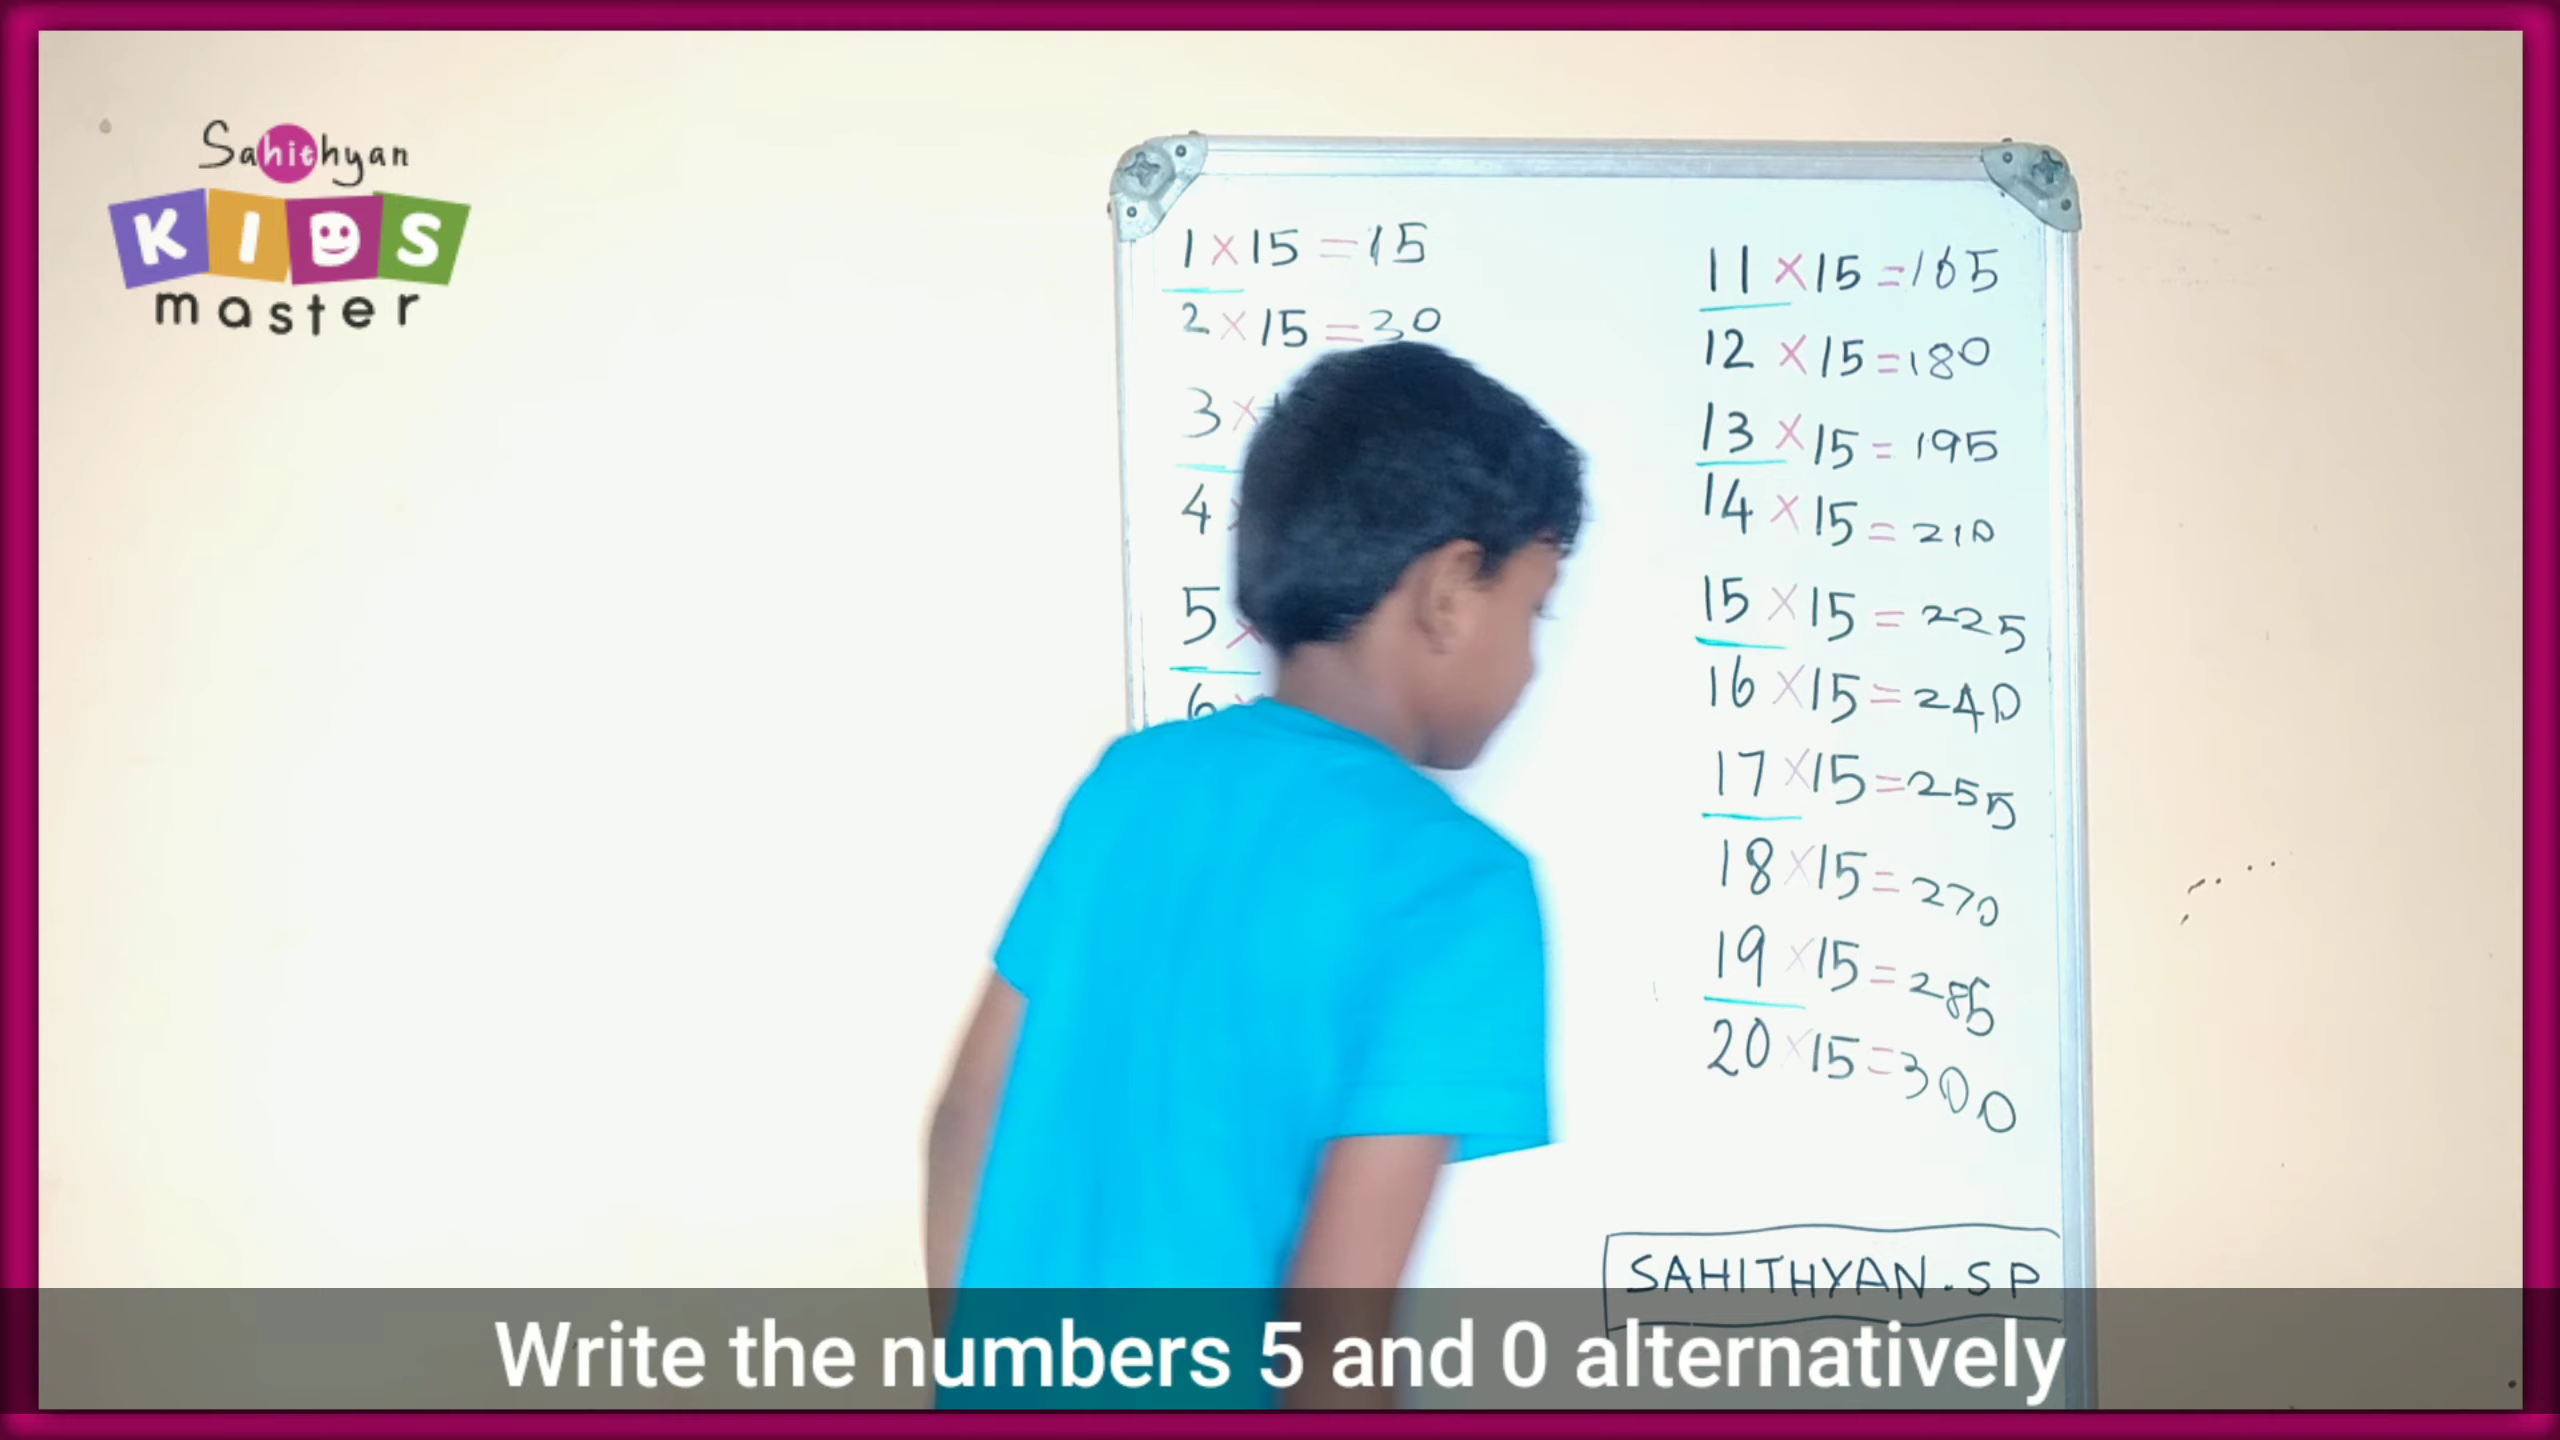 Sahithyan
KIDS
master
1 × 15 = 15
2 × 15 = 30
3 ×
4
5 ×
6
11 × 15 = 165
12 × 15 = 180
13 × 15 = 195
14 × 15 = 210
15 × 15 = 225
16 × 15 = 240
17 × 15 = 255
18 × 15 = 270
19 × 15 = 285
20 × 15 = 300
SAHITHYAN.SP
Write the numbers 5 and 0 alternatively